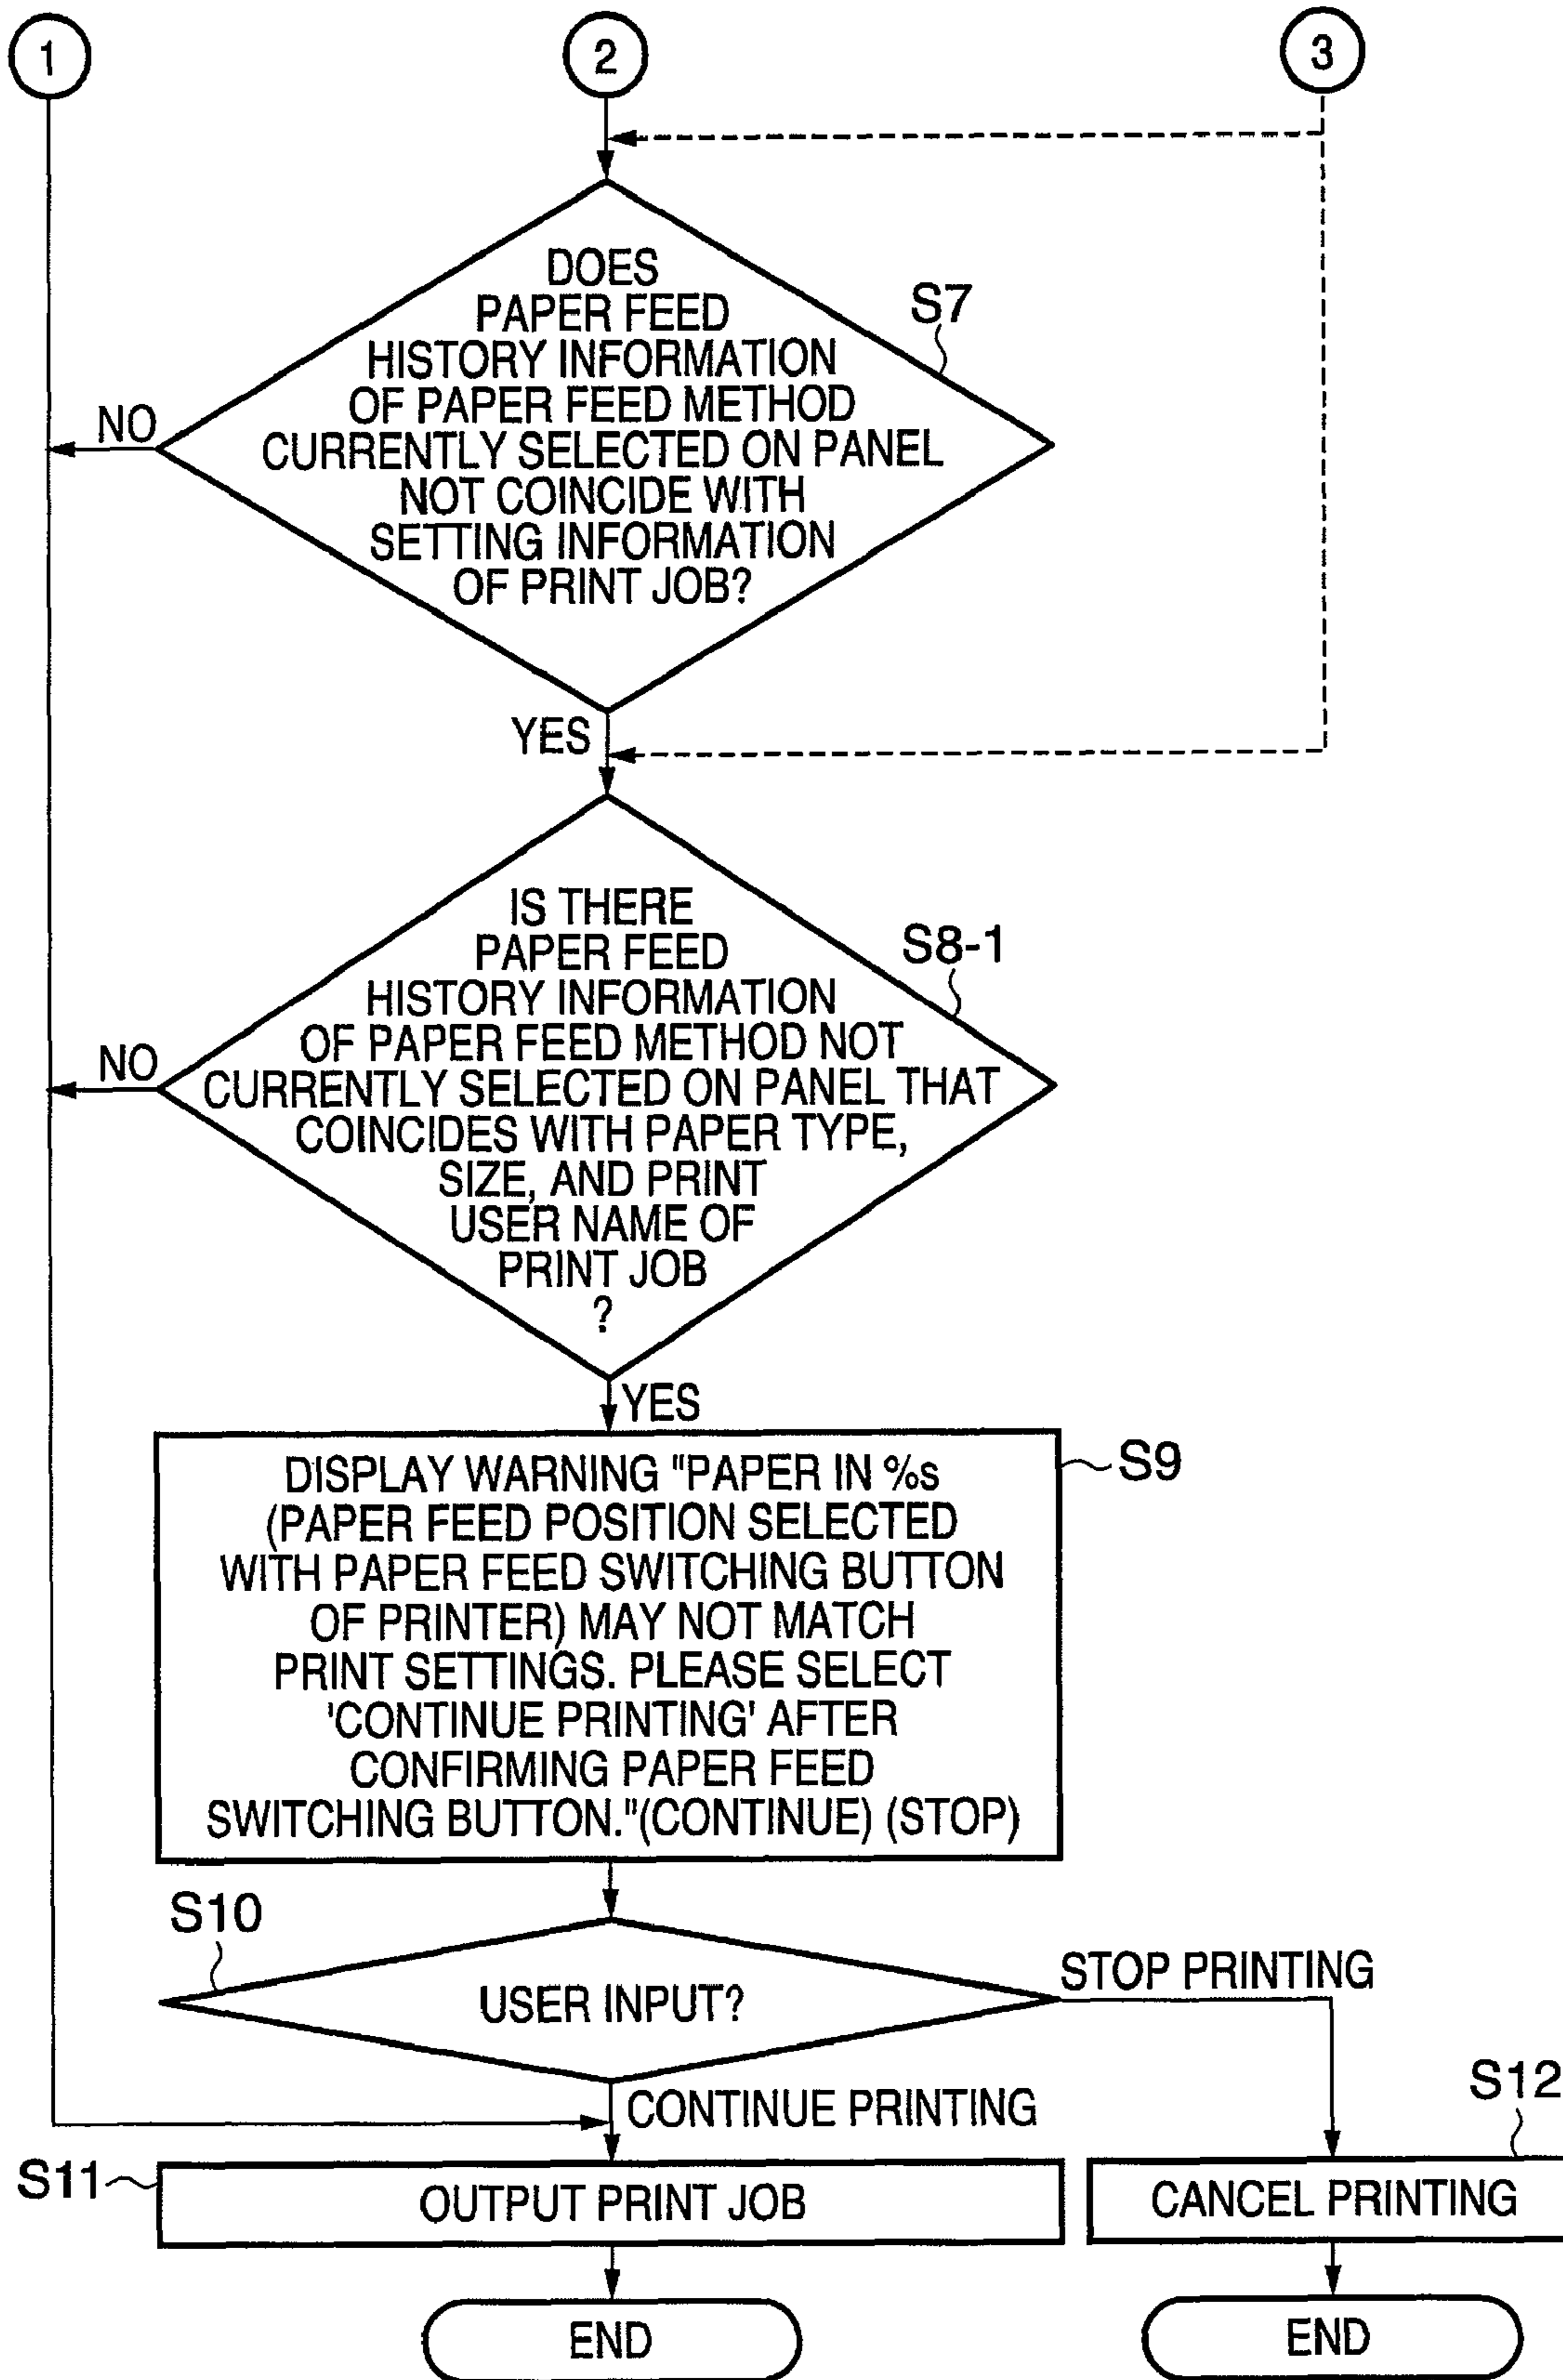 1
2
3
DOES
PAPER FEED
HISTORY INFORMATION
OF PAPER FEED METHOD
CURRENTLY SELECTED ON PANEL
NOT COINCIDE WITH
SETTING INFORMATION
OF PRINT JOB?
S7
NO
YES
IS THERE
PAPER FEED
HISTORY INFORMATION
OF PAPER FEED METHOD NOT
CURRENTLY SELECTED ON PANEL THAT
COINCIDES WITH PAPER TYPE,
SIZE, AND PRINT
USER NAME OF
PRINT JOB
?
S8-1
NO
YES
DISPLAY WARNING "PAPER IN %s
(PAPER FEED POSITION SELECTED
WITH PAPER FEED SWITCHING BUTTON
OF PRINTER) MAY NOT MATCH
PRINT SETTINGS. PLEASE SELECT
'CONTINUE PRINTING' AFTER
CONFIRMING PAPER FEED
SWITCHING BUTTON."(CONTINUE) (STOP)
S9
S10
USER INPUT?
STOP PRINTING
CONTINUE PRINTING
S12
S11
OUTPUT PRINT JOB
CANCEL PRINTING
END
END